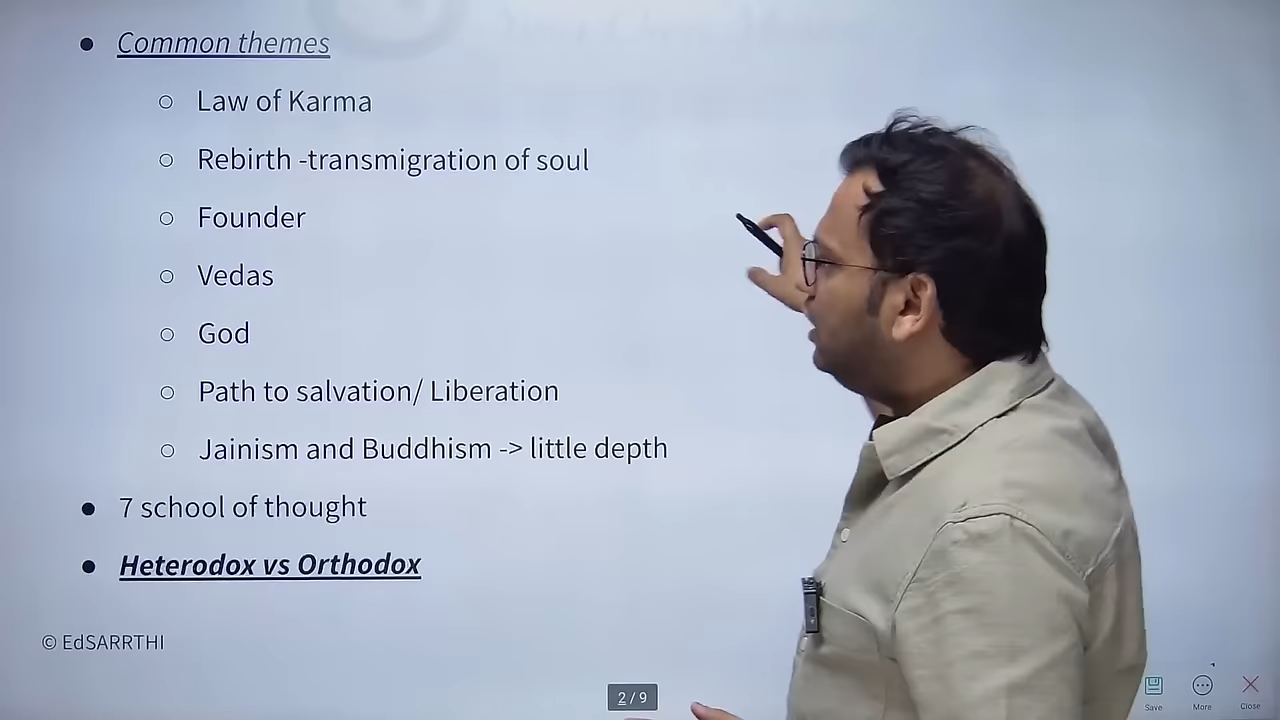 Common themes
Law of Karma
Rebirth -transmigration of soul
Founder
Vedas
God
Path to salvation/ Liberation
Jainism and Buddhism -> little depth
7 school of thought
Heterodox vs Orthodox
© EdSARRTHI
2 / 9
Save More Close